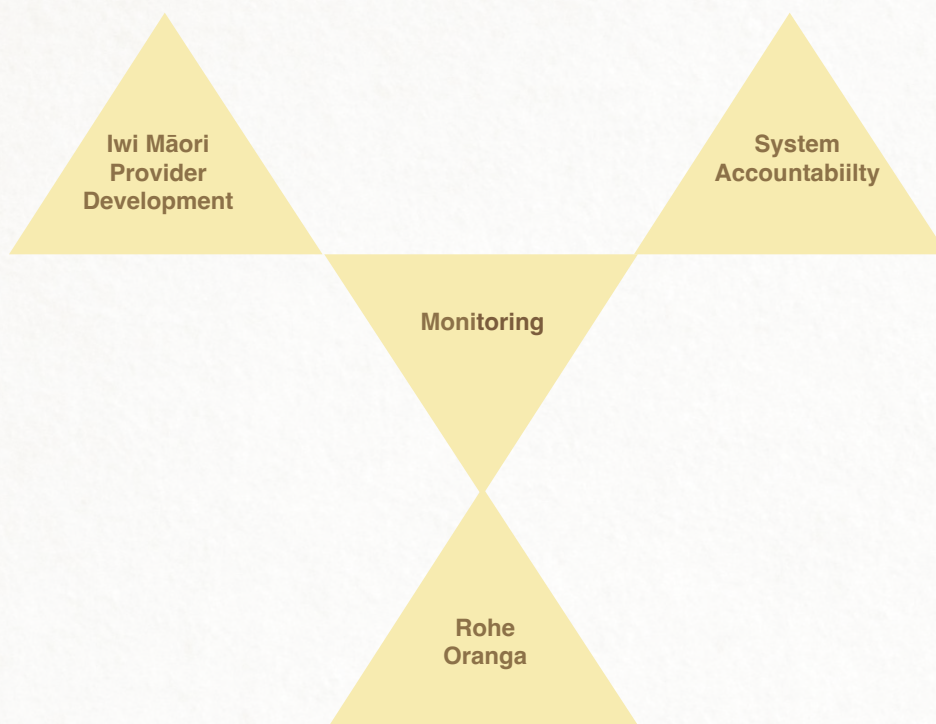 Iwi Māori
Provider
Development
System
Accountabiilty
Monitoring
Rohe
Oranga